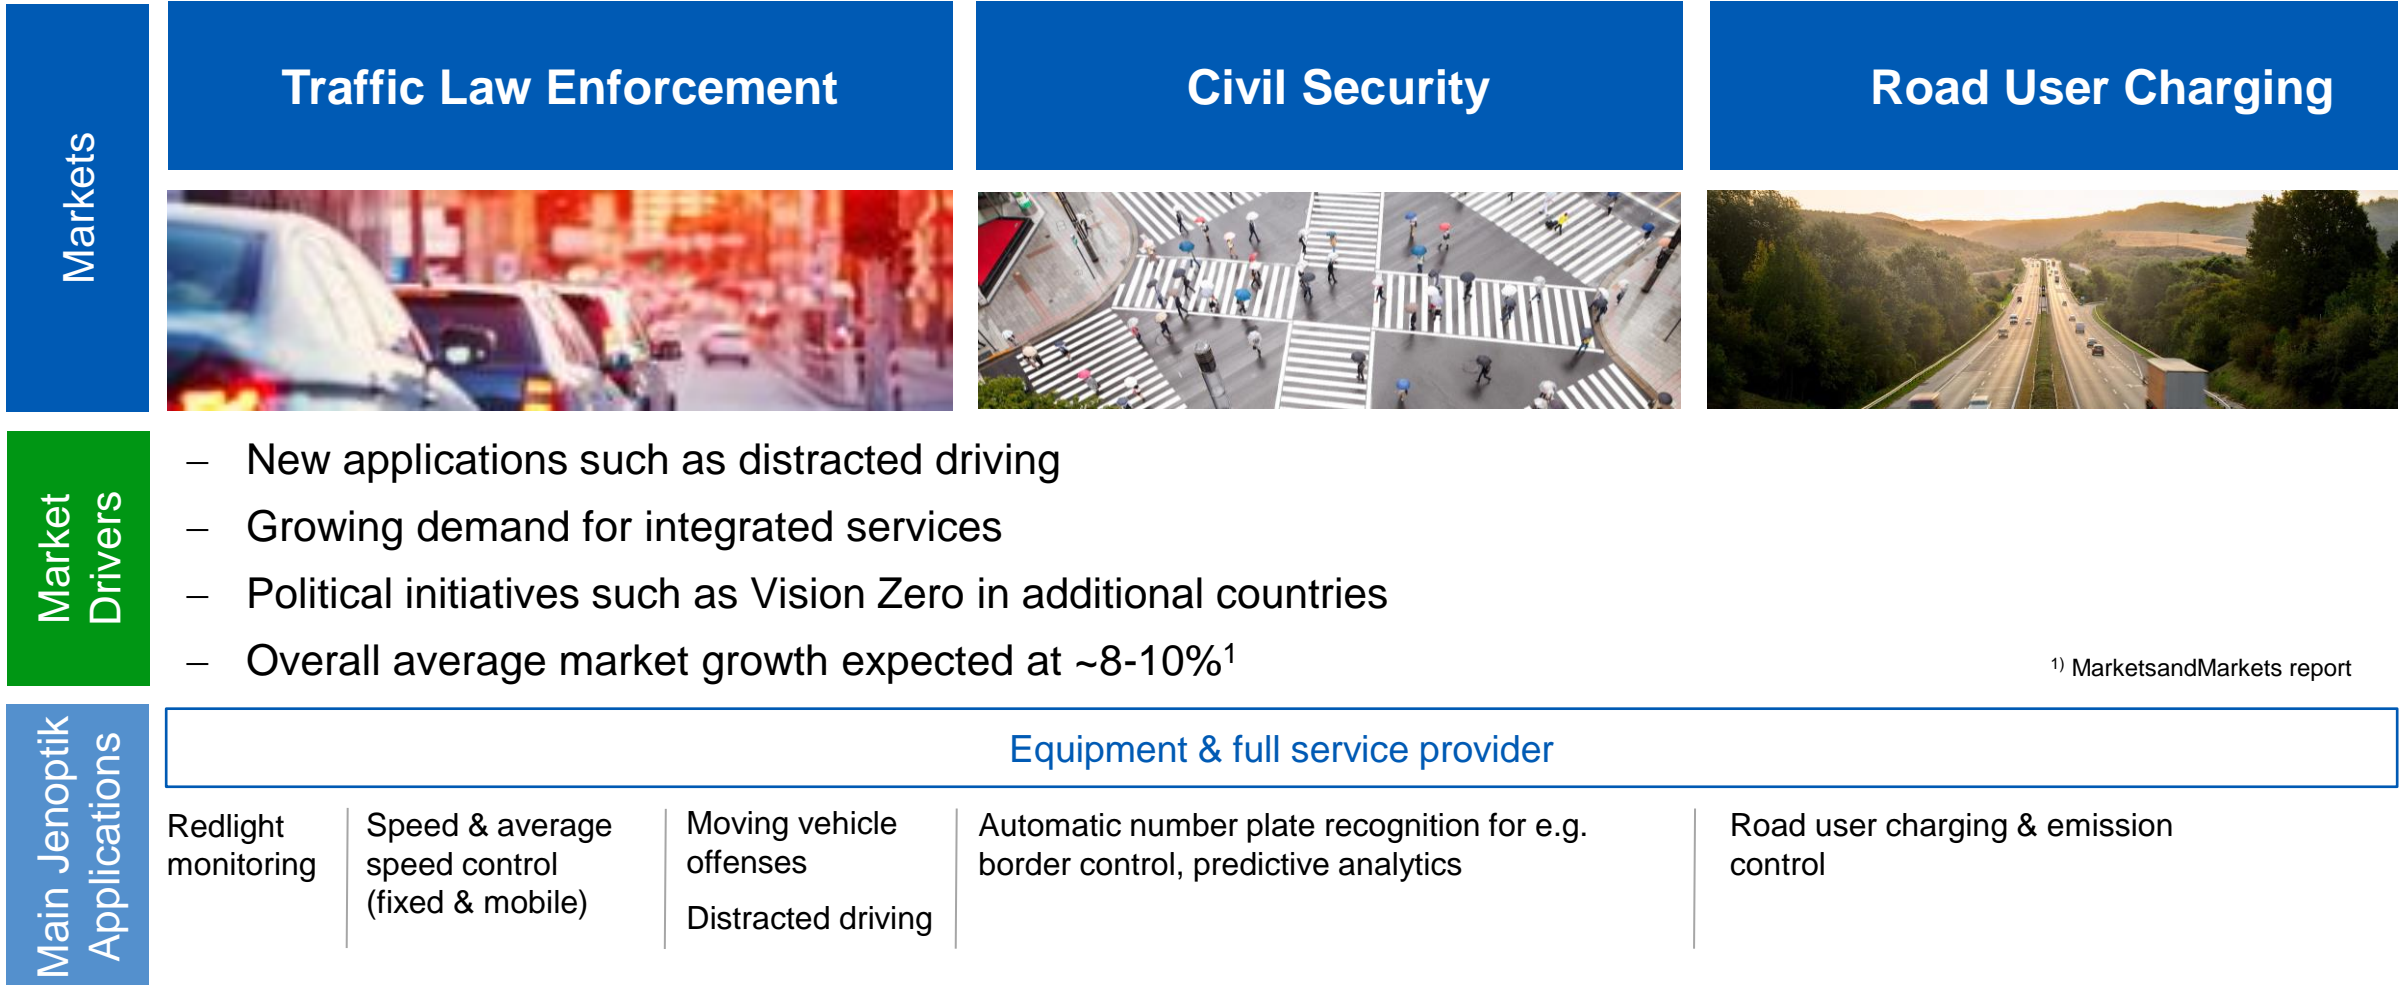 Markets
Traffic Law Enforcement
Civil Security
Road User Charging
Market
Drivers
– New applications such as distracted driving
– Growing demand for integrated services
– Political initiatives such as Vision Zero in additional countries
– Overall average market growth expected at ~8-10%¹
¹⁾ MarketsandMarkets report
Main Jenoptik
Applications
Equipment & full service provider
Redlight
monitoring
Speed & average
speed control
(fixed & mobile)
Moving vehicle
offenses
Distracted driving
Automatic number plate recognition for e.g.
border control, predictive analytics
Road user charging & emission
control